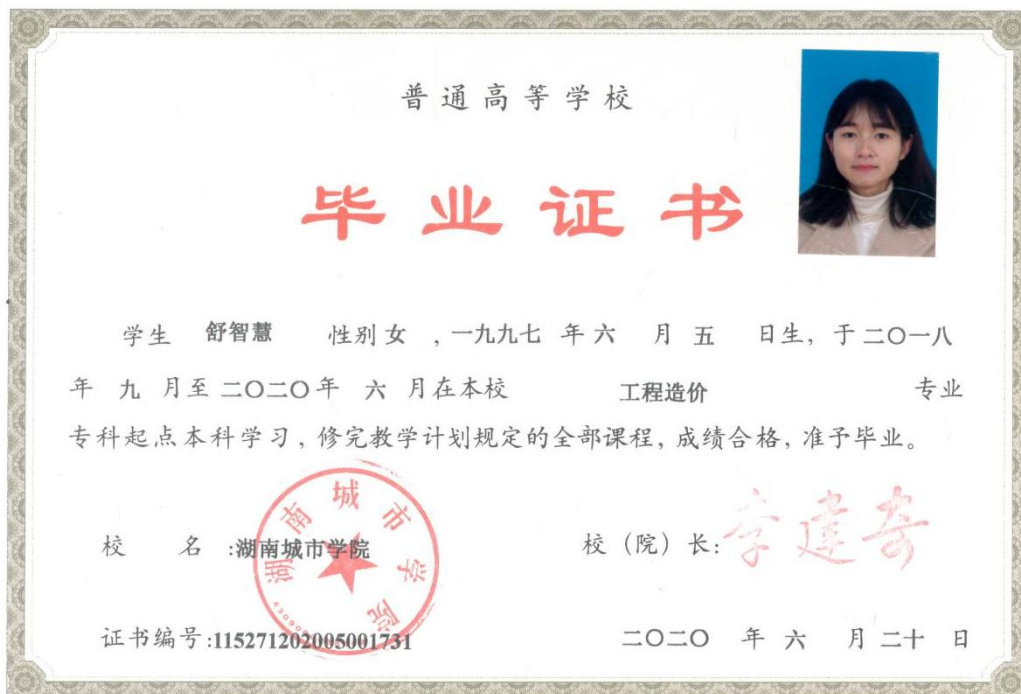 普通高等学校
毕业证书
学生 舒智慧 性别 女 ,一九九七 年 六 月 五 日生, 于 二〇一八
年 九 月至 二〇二〇 年 六 月在本校 工程造价 专业
专科起点本科学习, 修完教学计划规定的全部课程, 成绩合格, 准予毕业。
湖南城市学院
校 名 :湖南城市学院 校 (院) 长: 李建奇
证书编号:115271202005001731 二〇二〇 年 六 月 二十 日